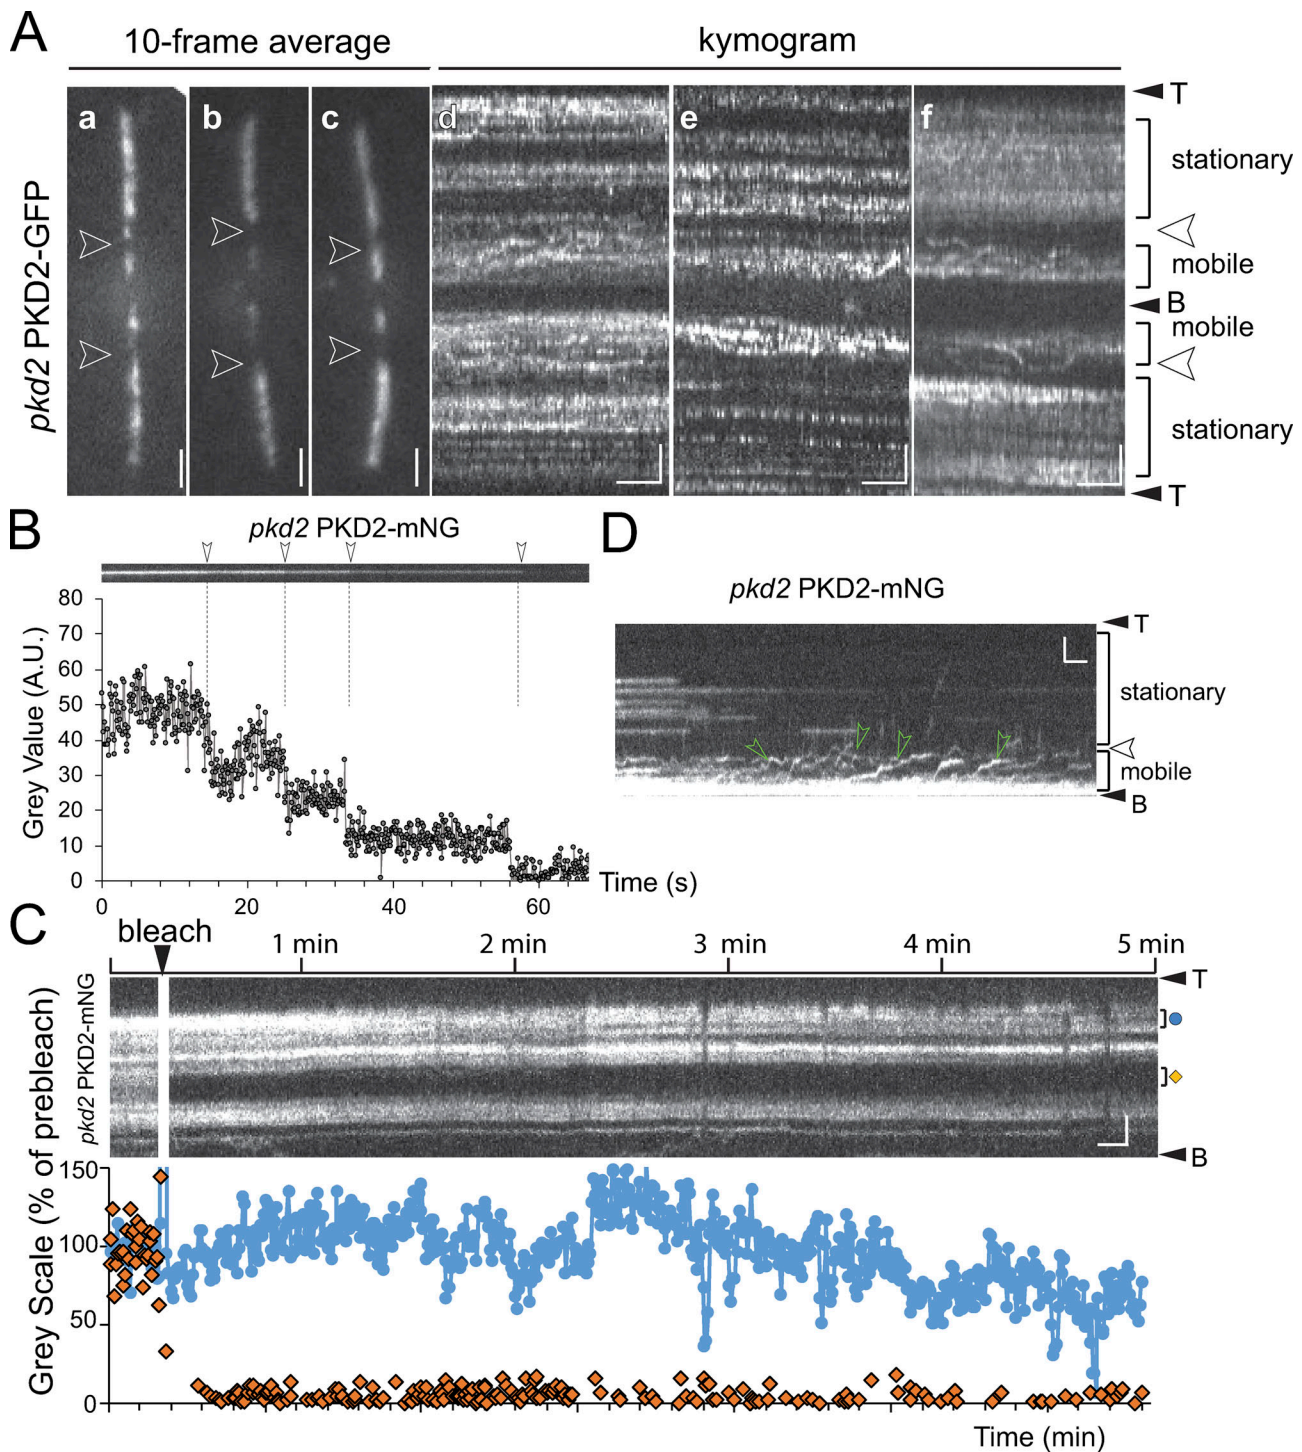 A
10-frame average
kymogram
pkd2 PKD2-GFP
a
b
c
d
e
f
T
stationary
mobile
B
mobile
stationary
T
B
pkd2 PKD2-mNG
Grey Value (A.U.)
80
70
60
50
40
30
20
10
0
0
20
40
60
Time (s)
D
pkd2 PKD2-mNG
T
stationary
mobile
B
C
bleach
1 min
2 min
3 min
4 min
5 min
pkd2 PKD2-mNG
T
B
Grey Scale (% of prebleach)
150
100
50
0
Time (min)